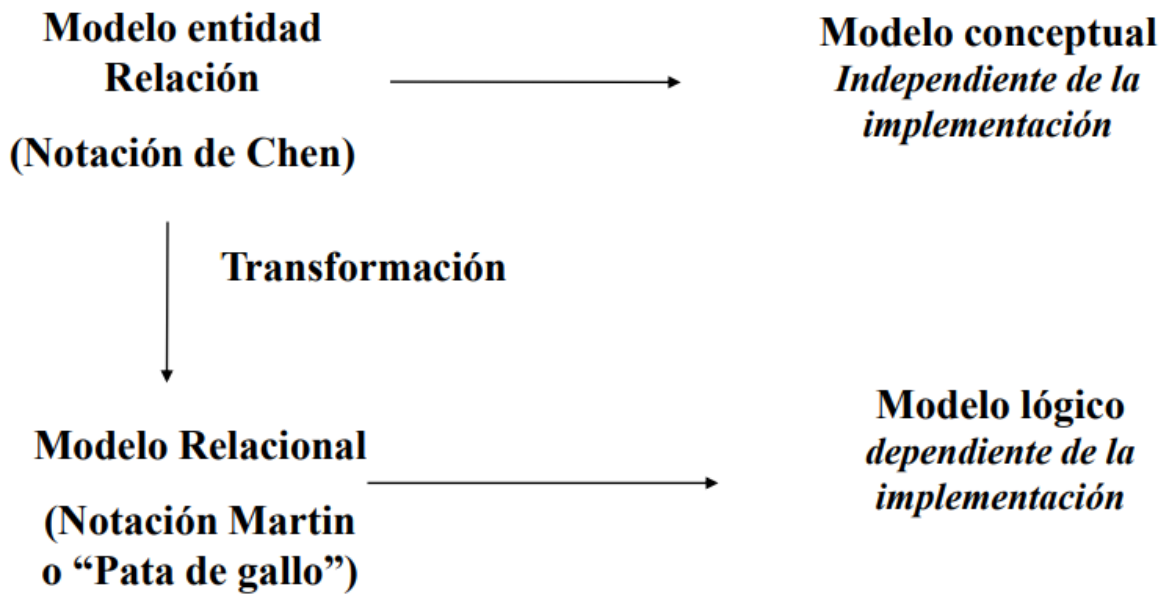 Modelo entidad
Relación
(Notación de Chen)
Modelo conceptual
Independiente de la
implementación
Transformación
Modelo Relacional
(Notación Martin
o “Pata de gallo”)
Modelo lógico
dependiente de la
implementación